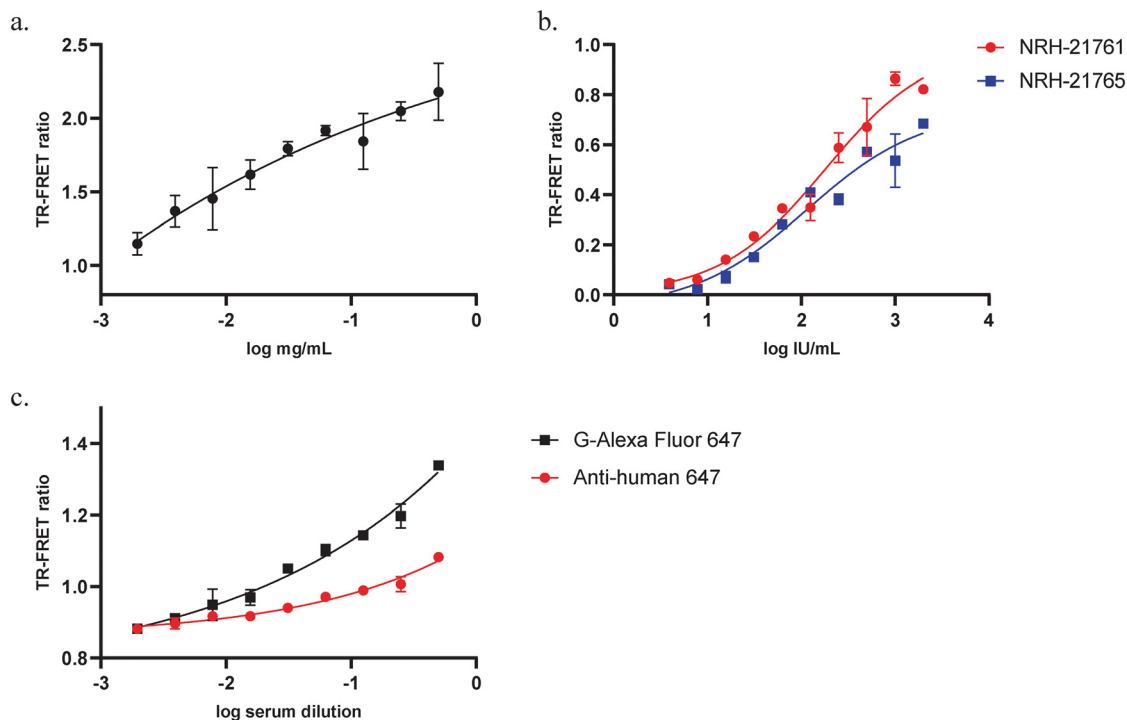 a.
2.5
2.0
1.5
1.0
TR-FRET ratio
-3
-2
-1
0
log mg/mL
b.
1.0
0.8
0.6
0.4
0.2
0.0
TR-FRET ratio
0
1
2
3
4
log IU/mL
NRH-21761
NRH-21765
c.
1.4
1.2
1.0
0.8
TR-FRET ratio
-3
-2
-1
0
log serum dilution
G-Alexa Fluor 647
Anti-human 647